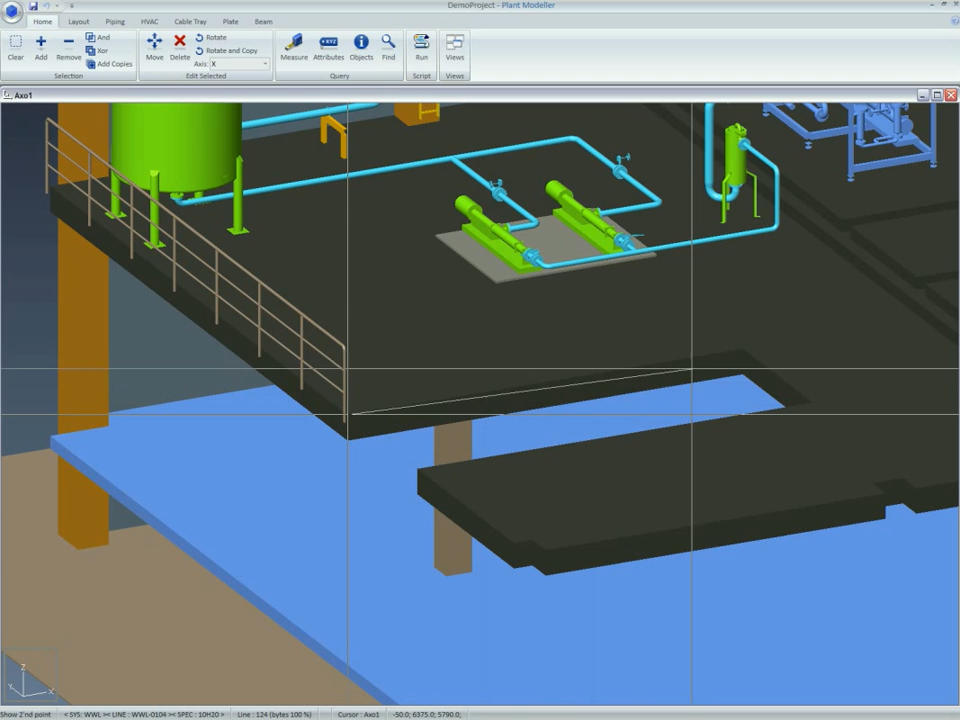 DemoProject - Plant Modeller
Home Layout Piping HVAC Cable Tray Plate Beam
Clear Add Remove And Xor Add Copies
Selection
Move Delete Rotate Rotate and Copy Axis: X
Edit Selected
Measure Attributes Objects Find
Query
Run
Script
Views
Views
XYZ
Axo1
Z
Y X
Show 2'nd point < SYS: WWL >< LINE : WWL-0104 >< SPEC : 10H20 > Line : 124 (bytes 100 %) Cursor : Axo1 -50.0; 6375.0; 5790.0;